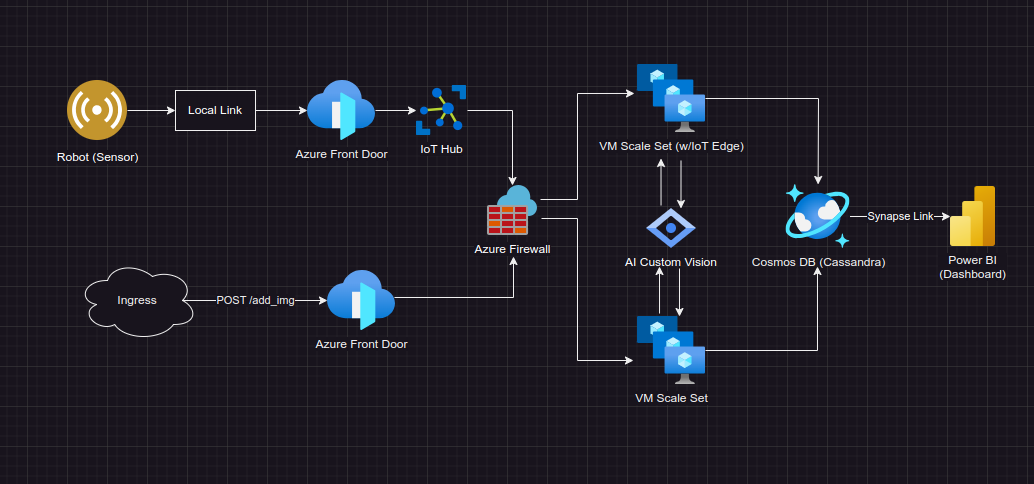 Robot (Sensor)
Local Link
Azure Front Door
IoT Hub
VM Scale Set (w/IoT Edge)
Azure Firewall
AI Custom Vision
Cosmos DB (Cassandra)
Synapse Link
Power BI
(Dashboard)
Ingress
POST /add_img
Azure Front Door
VM Scale Set